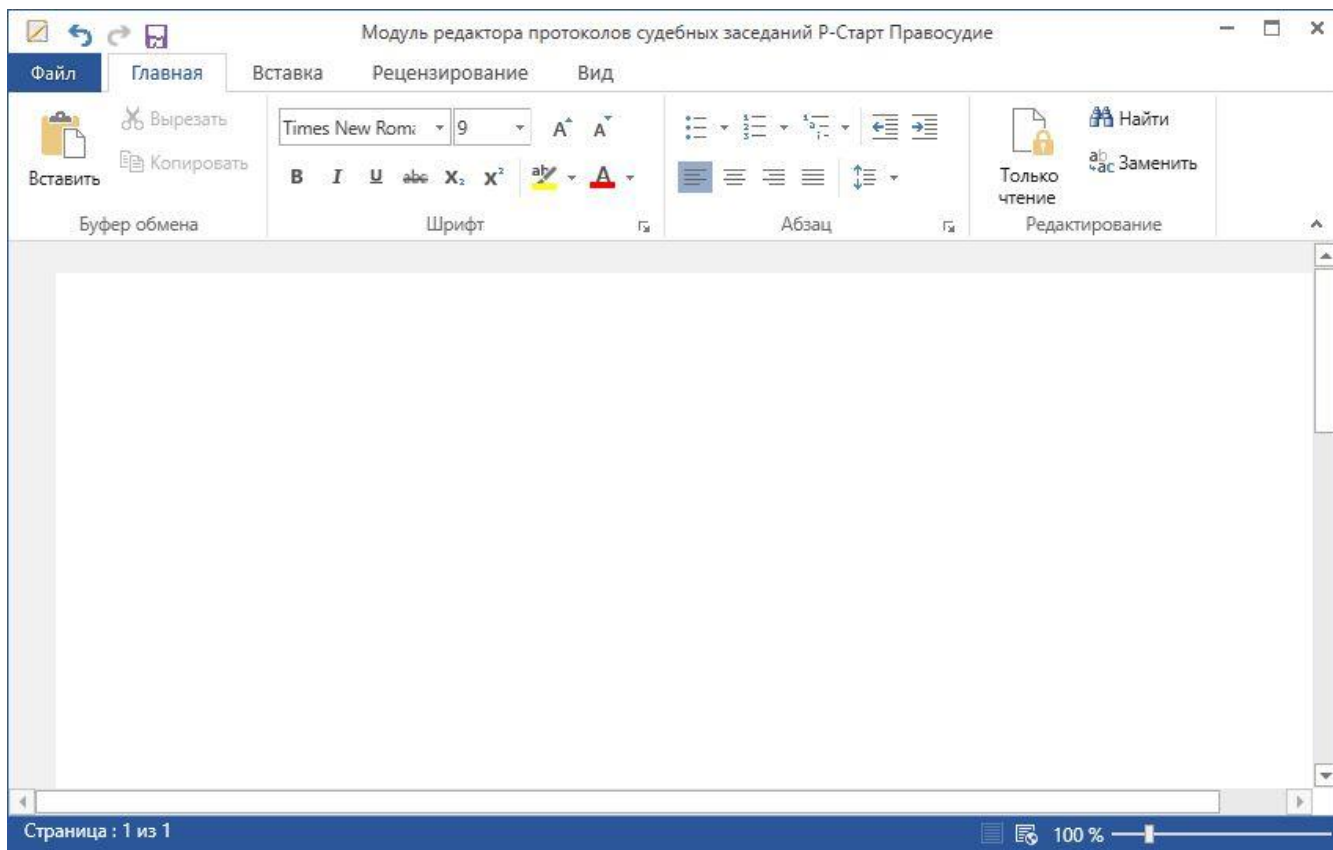 Модуль редактора протоколов судебных заседаний Р-Старт Правосудие
Файл Главная Вставка Рецензирование Вид
Вставить
Вырезать
Копировать
Буфер обмена
Times New Rom 9
Шрифт
Абзац
Только чтение
Найти
Заменить
Редактирование
Страница : 1 из 1
100 %